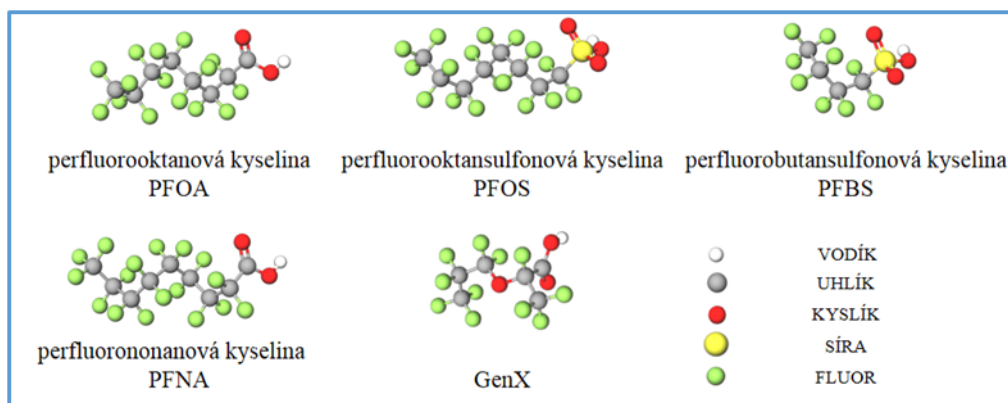 perfluorooktanová kyselina
PFOA
perfluorooktansulfonová kyselina
PFOS
perfluorobutansulfonová kyselina
PFBS
perfluorononanová kyselina
PFNA
GenX
VODÍK
UHLÍK
KYSLÍK
SÍRA
FLUOR